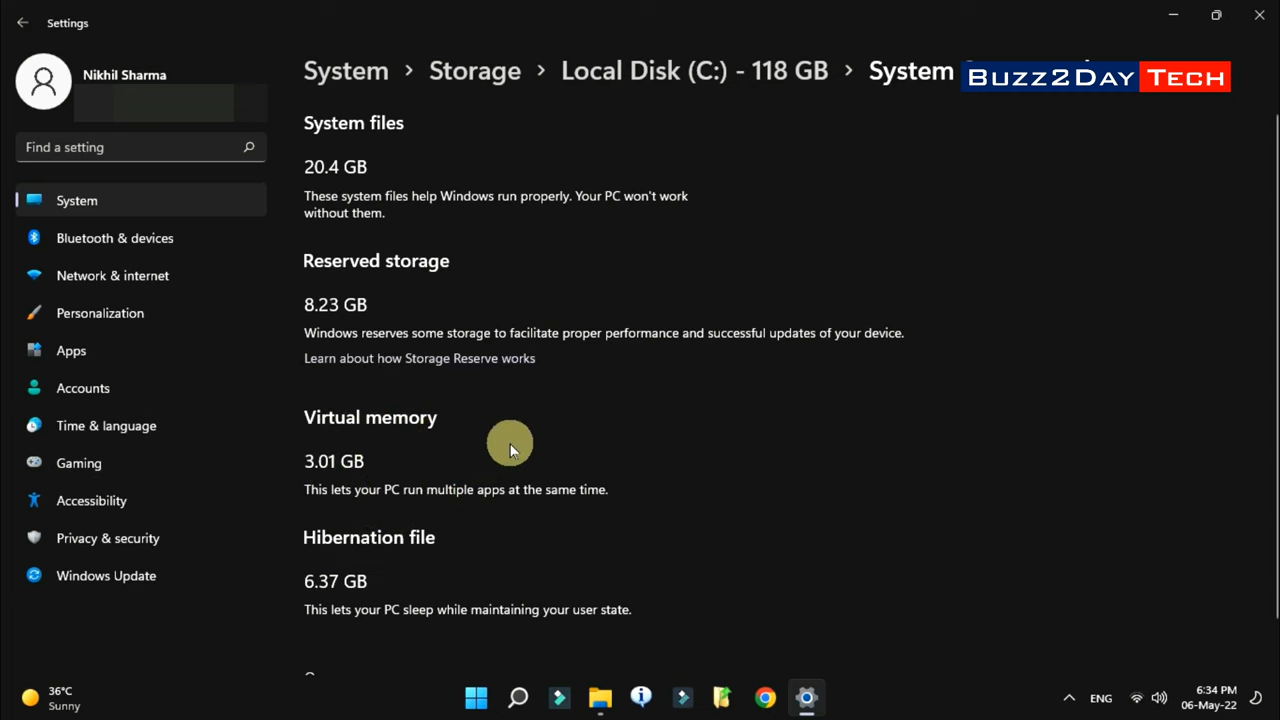 Settings
Nikhil Sharma
Find a setting
System
Bluetooth & devices
Network & internet
Personalization
Apps
Accounts
Time & language
Gaming
Accessibility
Privacy & security
Windows Update
System > Storage > Local Disk (C:) - 118 GB > System
BUZZ2DAY TECH
System files
20.4 GB
These system files help Windows run properly. Your PC won't work
without them.
Reserved storage
8.23 GB
Windows reserves some storage to facilitate proper performance and successful updates of your device.
Learn about how Storage Reserve works
Virtual memory
3.01 GB
This lets your PC run multiple apps at the same time.
Hibernation file
6.37 GB
This lets your PC sleep while maintaining your user state.
36°C
Sunny
ENG
6:34 PM
06-May-22